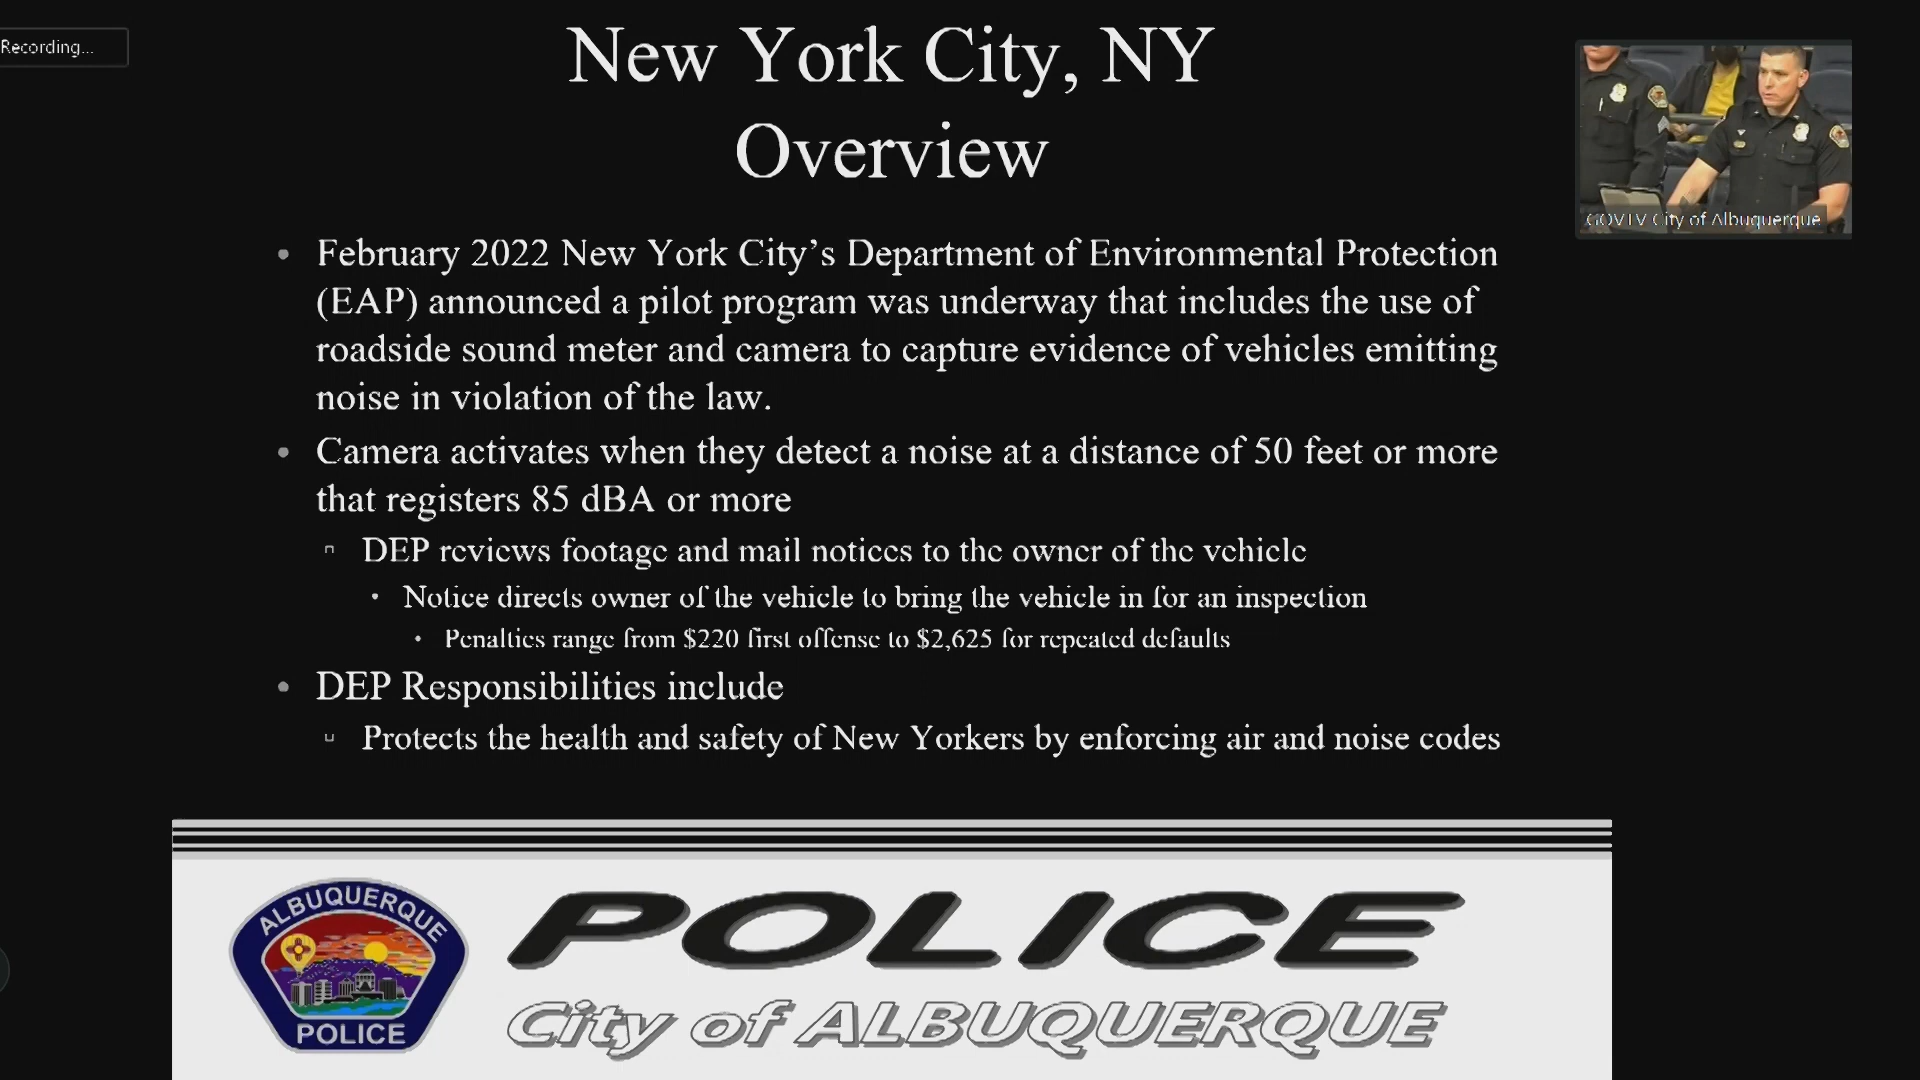 Recording...
New York City, NY
Overview
GOVTV City of Albuquerque
• February 2022 New York City's Department of Environmental Protection
(EAP) announced a pilot program was underway that includes the use of
roadside sound meter and camera to capture evidence of vehicles emitting
noise in violation of the law.
• Camera activates when they detect a noise at a distance of 50 feet or more
that registers 85 dBA or more
▫ DEP reviews footage and mail notices to the owner of the vehicle
• Notice directs owner of the vehicle to bring the vehicle in for an inspection
• Penalties range from $220 first offense to $2,625 for repeated defaults
• DEP Responsibilities include
▫ Protects the health and safety of New Yorkers by enforcing air and noise codes
ALBUQUERQUE
POLICE
POLICE
City of ALBUQUERQUE